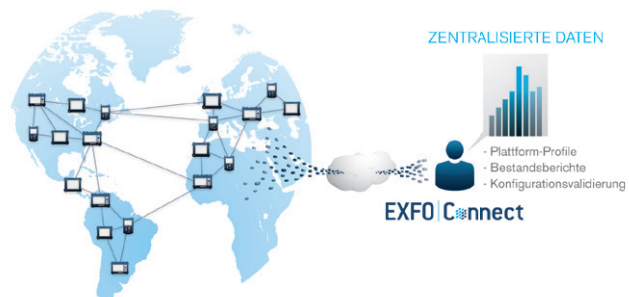 ZENTRALISIERTE DATEN
- Plattform-Profile
- Bestandsberichte
- Konfigurationsvalidierung
EXFO|Connect